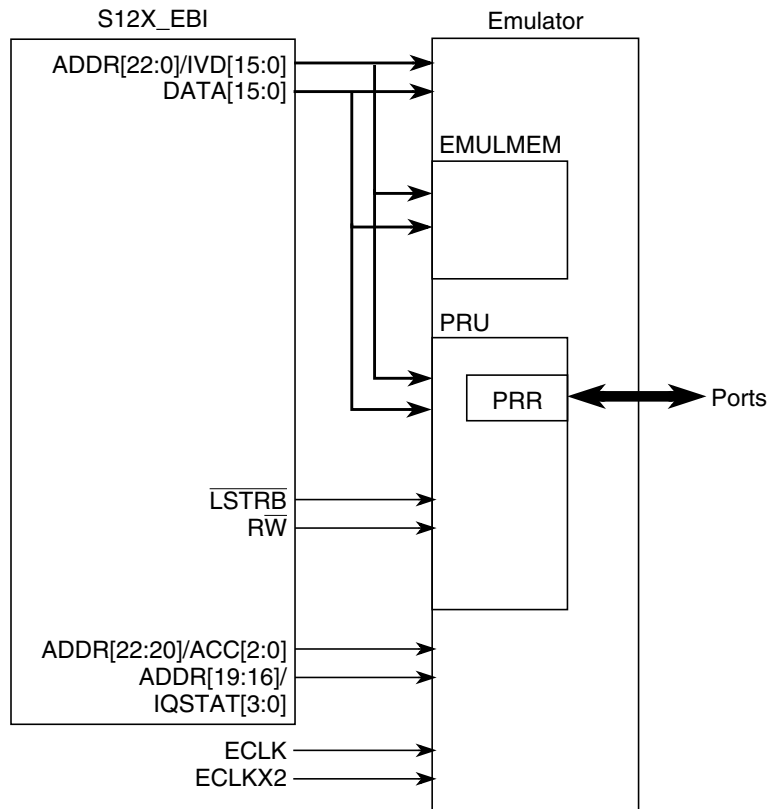 S12X_EBI
Emulator
ADDR[22:0]/IVD[15:0]
DATA[15:0]
EMULMEM
PRU
PRR
Ports
LSTRB
RW
ADDR[22:20]/ACC[2:0]
ADDR[19:16]/
IQSTAT[3:0]
ECLK
ECLKX2